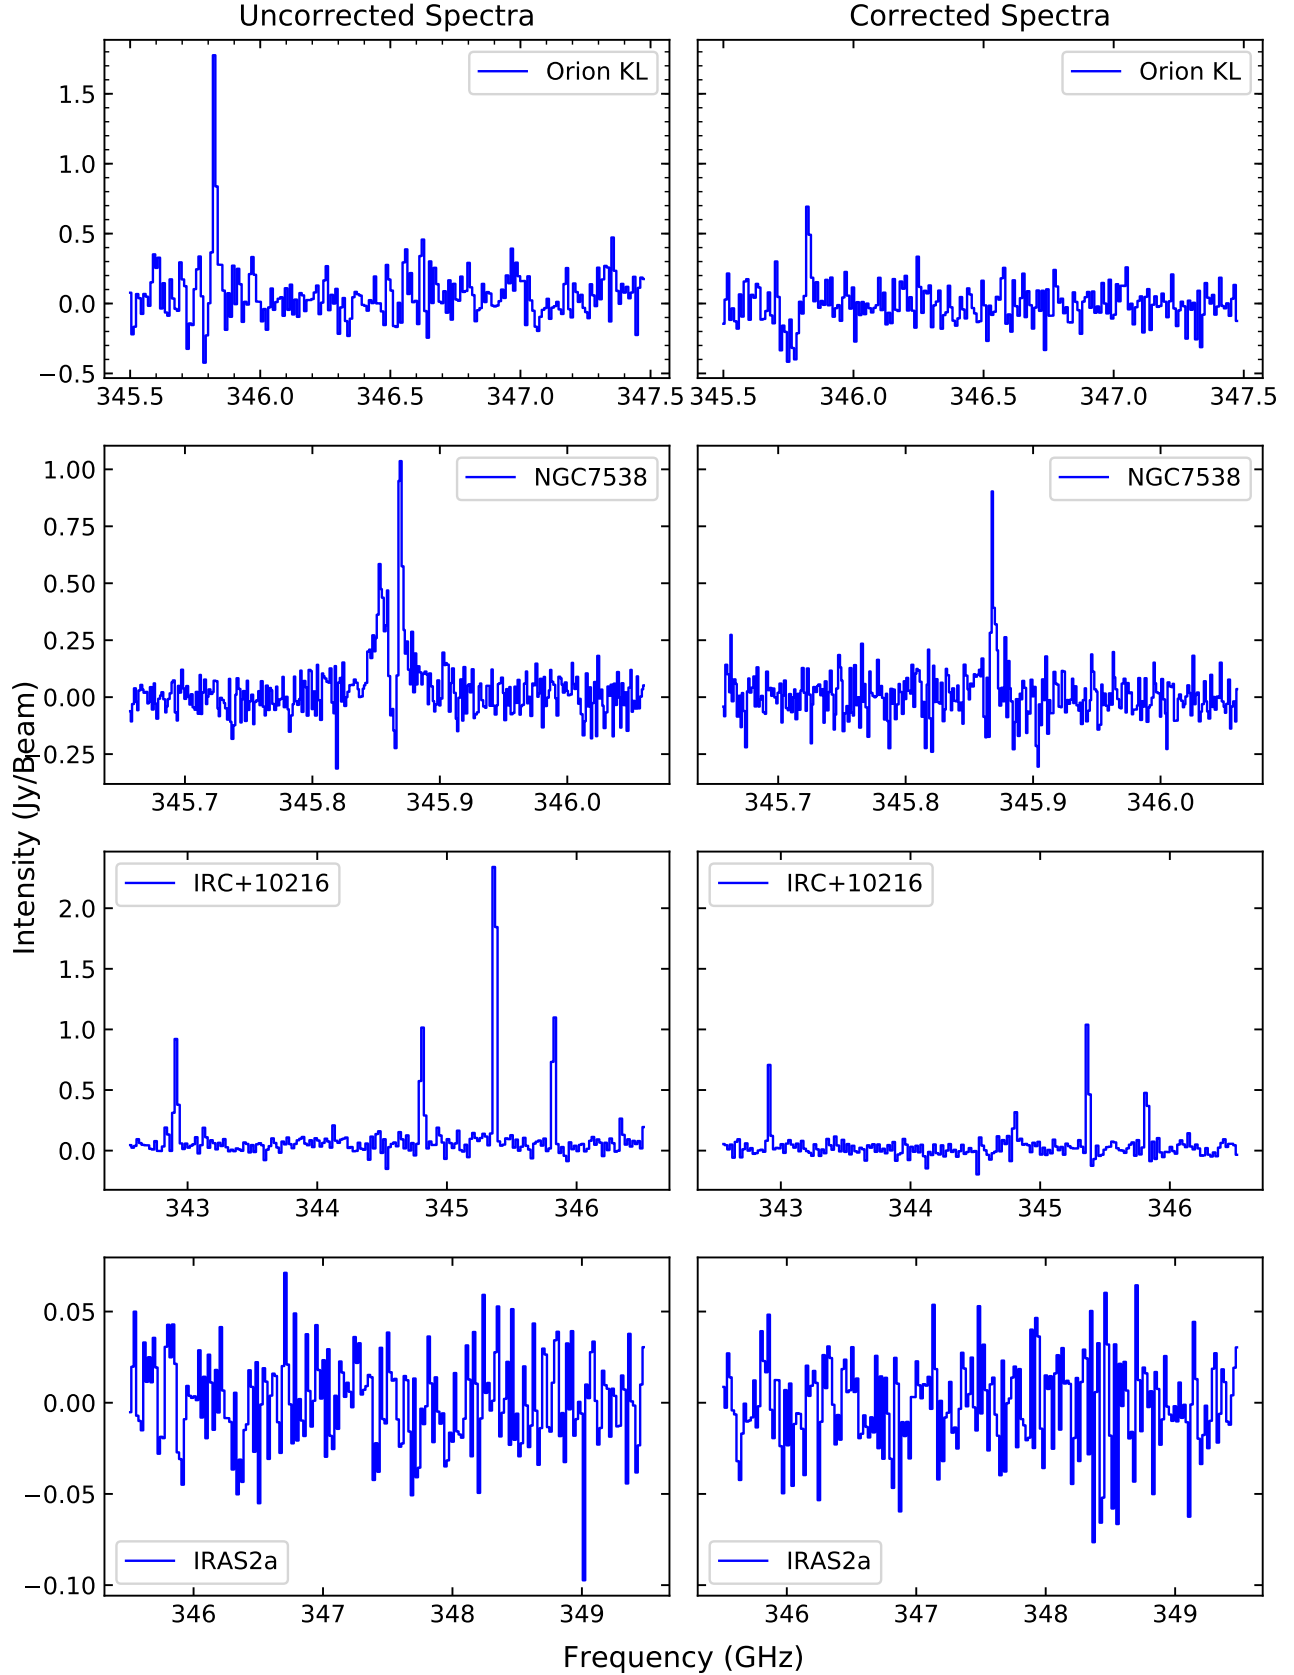 Uncorrected Spectra Corrected Spectra
Orion KL Orion KL
1.5
1.0
0.5
0.0
−0.5
345.5 346.0 346.5 347.0 347.5 345.5 346.0 346.5 347.0 347.5
NGC7538 NGC7538
1.00
0.75
0.50
0.25
0.00
−0.25
345.7 345.8 345.9 346.0 345.7 345.8 345.9 346.0
Intensity (Jy/Beam)
IRC+10216 IRC+10216
2.0
1.5
1.0
0.5
0.0
343 344 345 346 343 344 345 346
0.05
0.00
−0.05
−0.10
IRAS2a IRAS2a
346 347 348 349 346 347 348 349
Frequency (GHz)